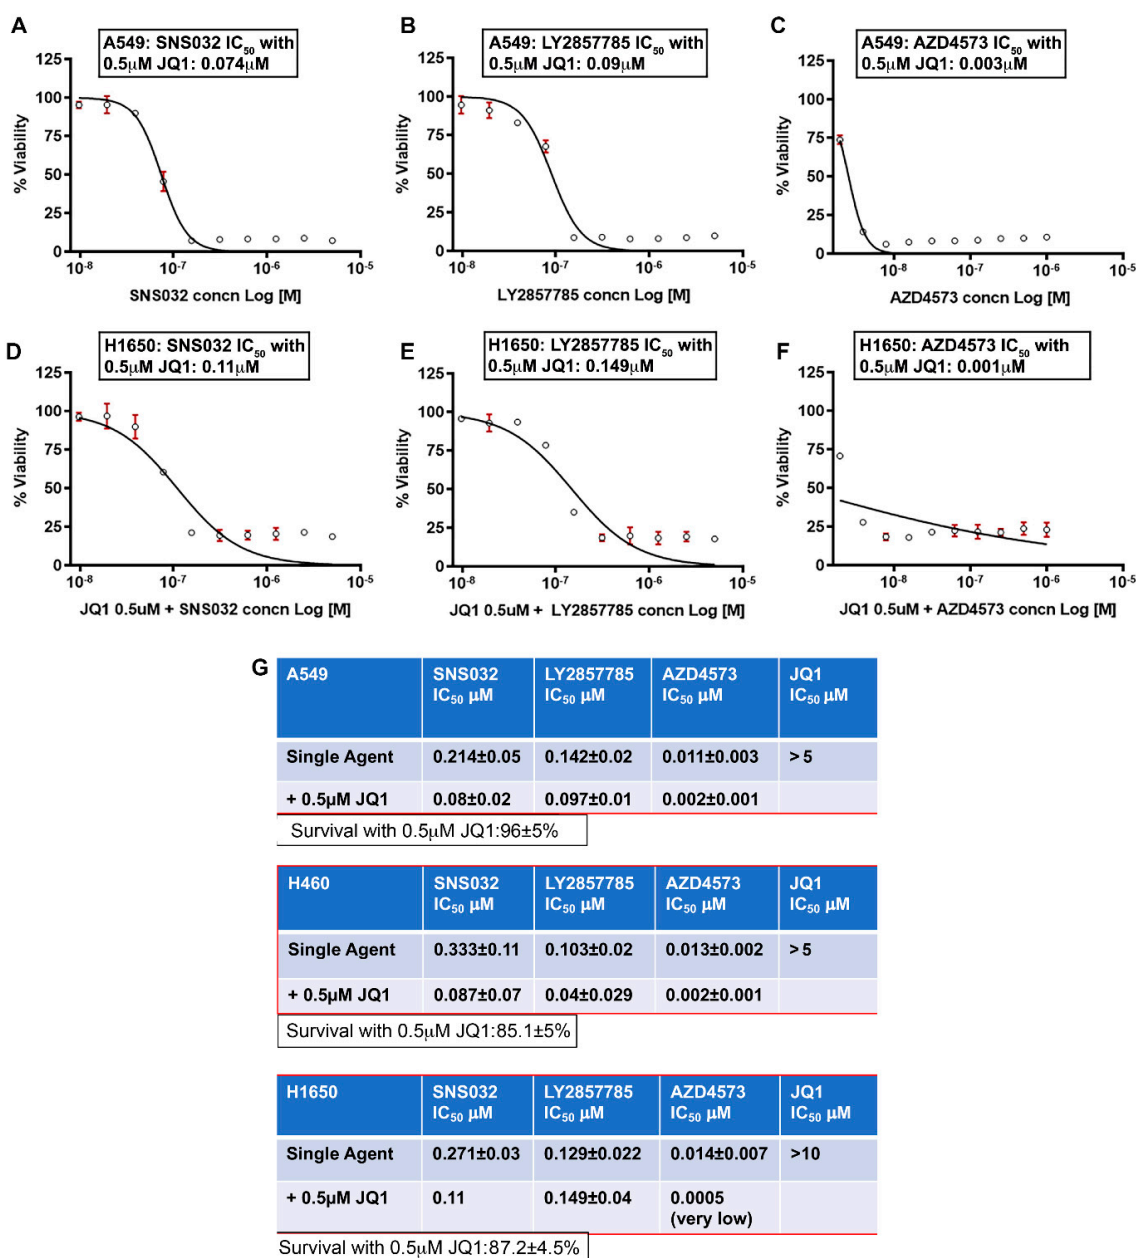 A
A549: SNS032 IC50 with
0.5μM JQ1: 0.074μM
125
100
75
50
25
0
% Viability
10-8
10-7
10-6
10-5
SNS032 concn Log [M]
B
A549: LY2857785 IC50 with
0.5μM JQ1: 0.09μM
125
100
75
50
25
0
% Viability
10-8
10-7
10-6
10-5
LY2857785 concn Log [M]
C
A549: AZD4573 IC50 with
0.5μM JQ1: 0.003μM
125
100
75
50
25
0
% Viability
10-8
10-7
10-6
10-5
AZD4573 concn Log [M]
D
H1650: SNS032 IC50 with
0.5μM JQ1: 0.11μM
125
100
75
50
25
0
% Viability
10-8
10-7
10-6
10-5
JQ1 0.5uM + SNS032 concn Log [M]
E
H1650: LY2857785 IC50 with
0.5μM JQ1: 0.149μM
125
100
75
50
25
0
% Viability
10-8
10-7
10-6
10-5
JQ1 0.5uM + LY2857785 concn Log [M]
F
H1650: AZD4573 IC50 with
0.5μM JQ1: 0.001μM
125
100
75
50
25
0
% Viability
10-8
10-7
10-6
10-5
JQ1 0.5uM + AZD4573 concn Log [M]
G
A549 SNS032 LY2857785 AZD4573 JQ1
IC50 μM IC50 μM IC50 μM IC50 μM
Single Agent 0.214±0.05 0.142±0.02 0.011±0.003 > 5
+ 0.5μM JQ1 0.08±0.02 0.097±0.01 0.002±0.001
Survival with 0.5μM JQ1:96±5%
H460 SNS032 LY2857785 AZD4573 JQ1
IC50 μM IC50 μM IC50 μM IC50 μM
Single Agent 0.333±0.11 0.103±0.02 0.013±0.002 > 5
+ 0.5μM JQ1 0.087±0.07 0.04±0.029 0.002±0.001
Survival with 0.5μM JQ1:85.1±5%
H1650 SNS032 LY2857785 AZD4573 JQ1
IC50 μM IC50 μM IC50 μM IC50 μM
Single Agent 0.271±0.03 0.129±0.022 0.014±0.007 >10
+ 0.5μM JQ1 0.11 0.149±0.04 0.0005
(very low)
Survival with 0.5μM JQ1:87.2±4.5%